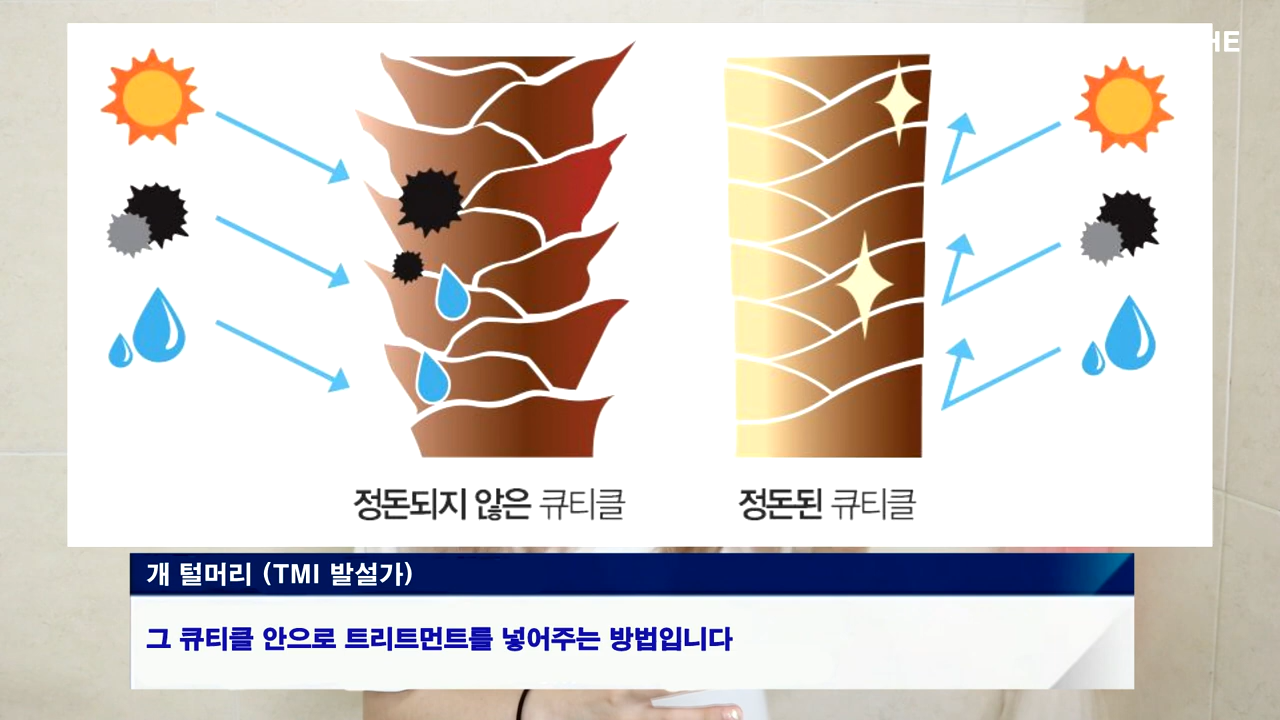 HE
정돈되지 않은 큐티클
정돈된 큐티클
개 털머리 (TMI 발설가)
그 큐티클 안으로 트리트먼트를 넣어주는 방법입니다